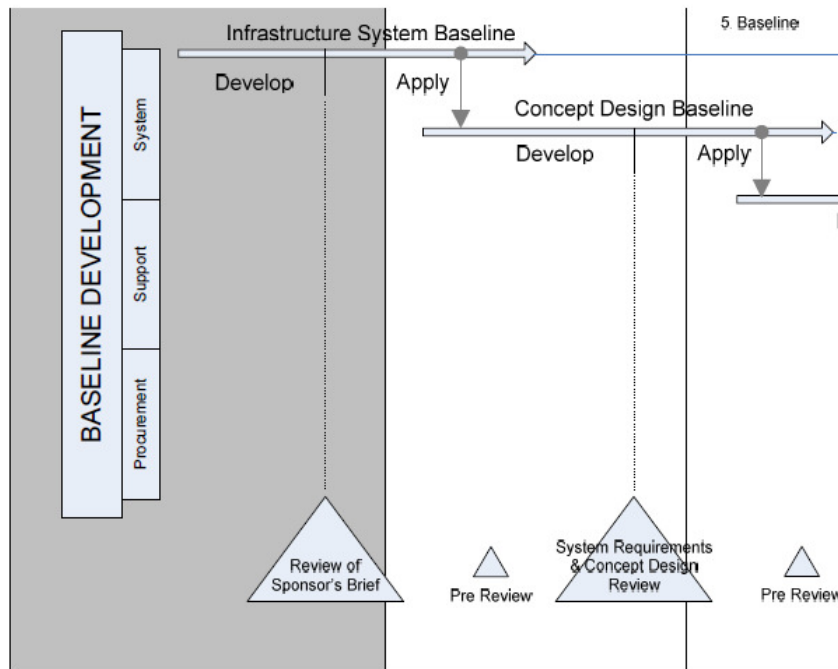 Infrastructure System Baseline
5. Baseline
Develop
Apply
Concept Design Baseline
Develop
Apply
BASELINE DEVELOPMENT
System
Support
Procurement
Review of
Sponsor's Brief
Pre Review
System Requirements
& Concept Design
Review
Pre Review